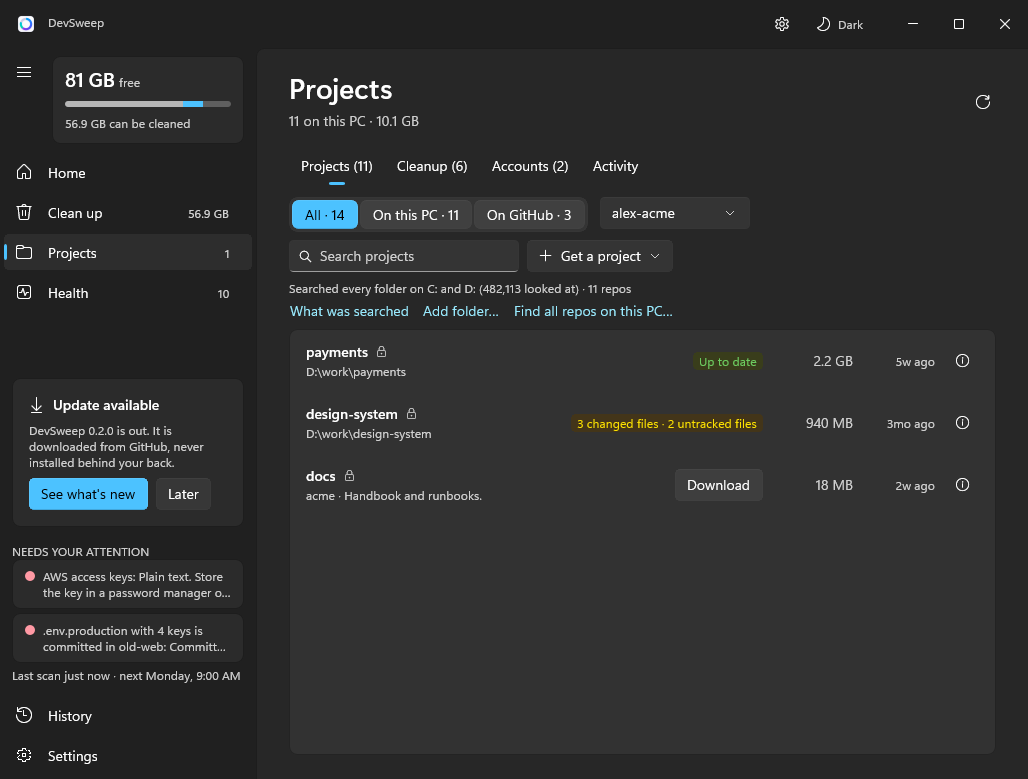 DevSweep
Dark
81 GB free
56.9 GB can be cleaned
Home
Clean up 56.9 GB
Projects 1
Health 10
Update available
DevSweep 0.2.0 is out. It is
downloaded from GitHub, never
installed behind your back.
See what's new
Later
NEEDS YOUR ATTENTION
AWS access keys: Plain text. Store
the key in a password manager o...
.env.production with 4 keys is
committed in old-web: Committ...
Last scan just now · next Monday, 9:00 AM
History
Settings
Projects
11 on this PC · 10.1 GB
Projects (11) Cleanup (6) Accounts (2) Activity
All · 14 On this PC · 11 On GitHub · 3 alex-acme
Search projects Get a project
Searched every folder on C: and D: (482,113 looked at) · 11 repos
What was searched Add folder... Find all repos on this PC...
payments
D:\work\payments
Up to date 2.2 GB 5w ago
design-system
D:\work\design-system
3 changed files · 2 untracked files 940 MB 3mo ago
docs
acme · Handbook and runbooks.
Download 18 MB 2w ago